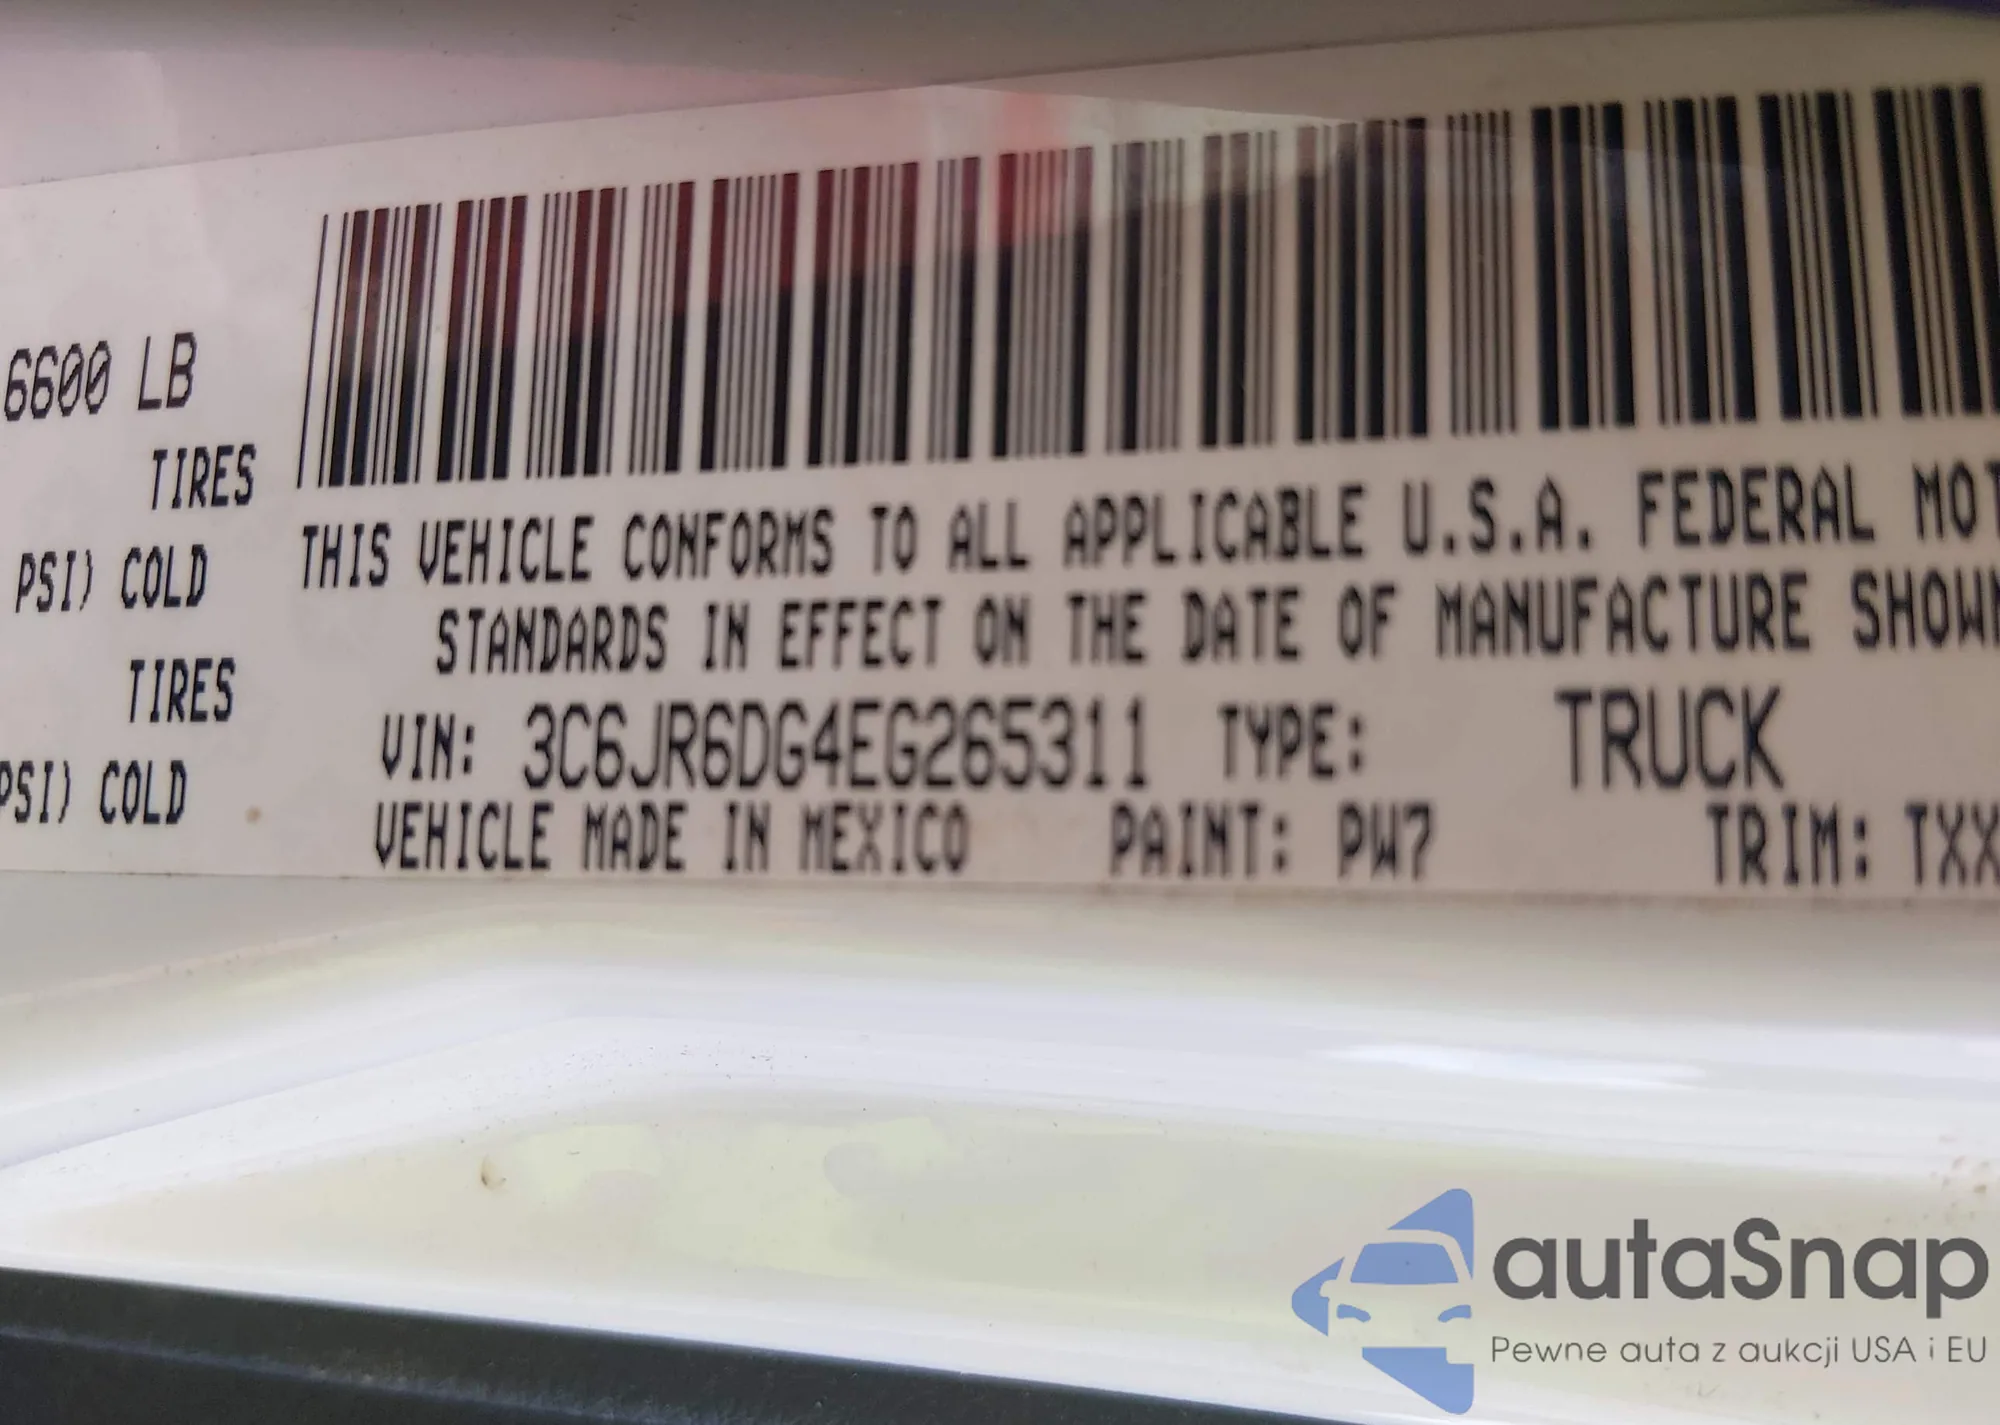 6600 LB
TIRES
PSI) COLD
TIRES
PSI) COLD
THIS VEHICLE CONFORMS TO ALL APPLICABLE U.S.A. FEDERAL MOT
STANDARDS IN EFFECT ON THE DATE OF MANUFACTURE SHOWN
VIN: 3C6JR6DG4EG265311 TYPE: TRUCK
VEHICLE MADE IN MEXICO PAINT: PW7 TRIM: TXX
autaSnap
Pewne auta z aukcji USA i EU